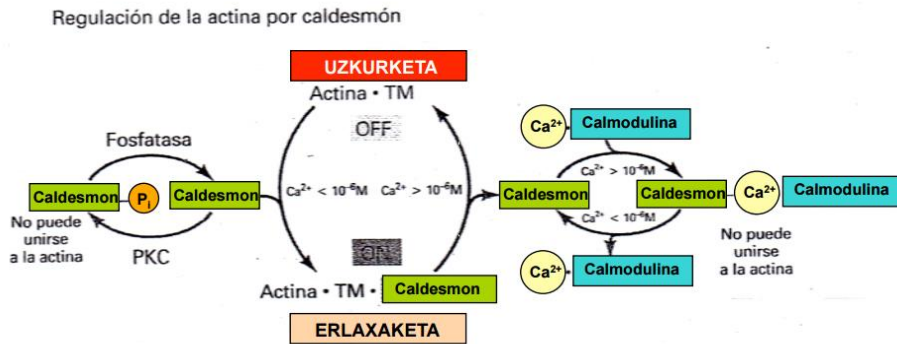 Regulación de la actina por caldesmón
UZKURKETA
Actina • TM
OFF
Fosfatasa
Caldesmon
Pi
Caldesmon
No puede
unirse
a la actina
PKC
Ca²⁺ < 10⁻⁶M
Ca²⁺ > 10⁻⁶M
ON
Actina • TM •
Caldesmon
ERLAXAKETA
Ca²⁺
Calmodulina
Ca²⁺ > 10⁻⁶M
Caldesmon
Caldesmon
Ca²⁺
Calmodulina
Ca²⁺ < 10⁻⁶M
No puede
unirse
a la actina
Ca²⁺
Calmodulina